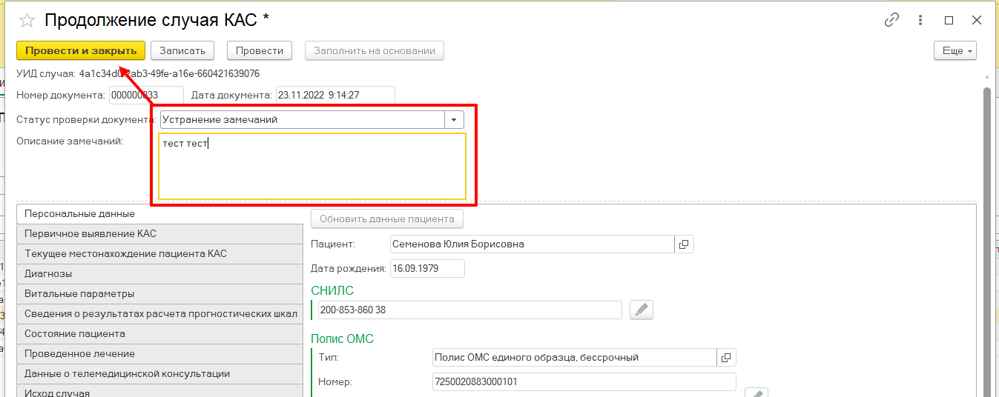 Продолжение случая КАС *
Провести и закрыть Записать Провести Заполнить на основании Еще
УИД случая: 4a1c34d0-2ab3-49fe-a16e-660421639076
Номер документа: 000000033 Дата документа: 23.11.2022 9:14:27
Статус проверки документа: Устранение замечаний
Описание замечаний: тест тест
Персональные данные
Первичное выявление КАС
Текущее местонахождение пациента КАС
Диагнозы
Витальные параметры
Сведения о результатах расчета прогностических шкал
Состояние пациента
Проведенное лечение
Данные о телемедицинской консультации
Исход случая
Обновить данные пациента
Пациент: Семенова Юлия Борисовна
Дата рождения: 16.09.1979
СНИЛС
200-853-860 38
Полис ОМС
Тип: Полис ОМС единого образца, бессрочный
Номер: 7250020883000101